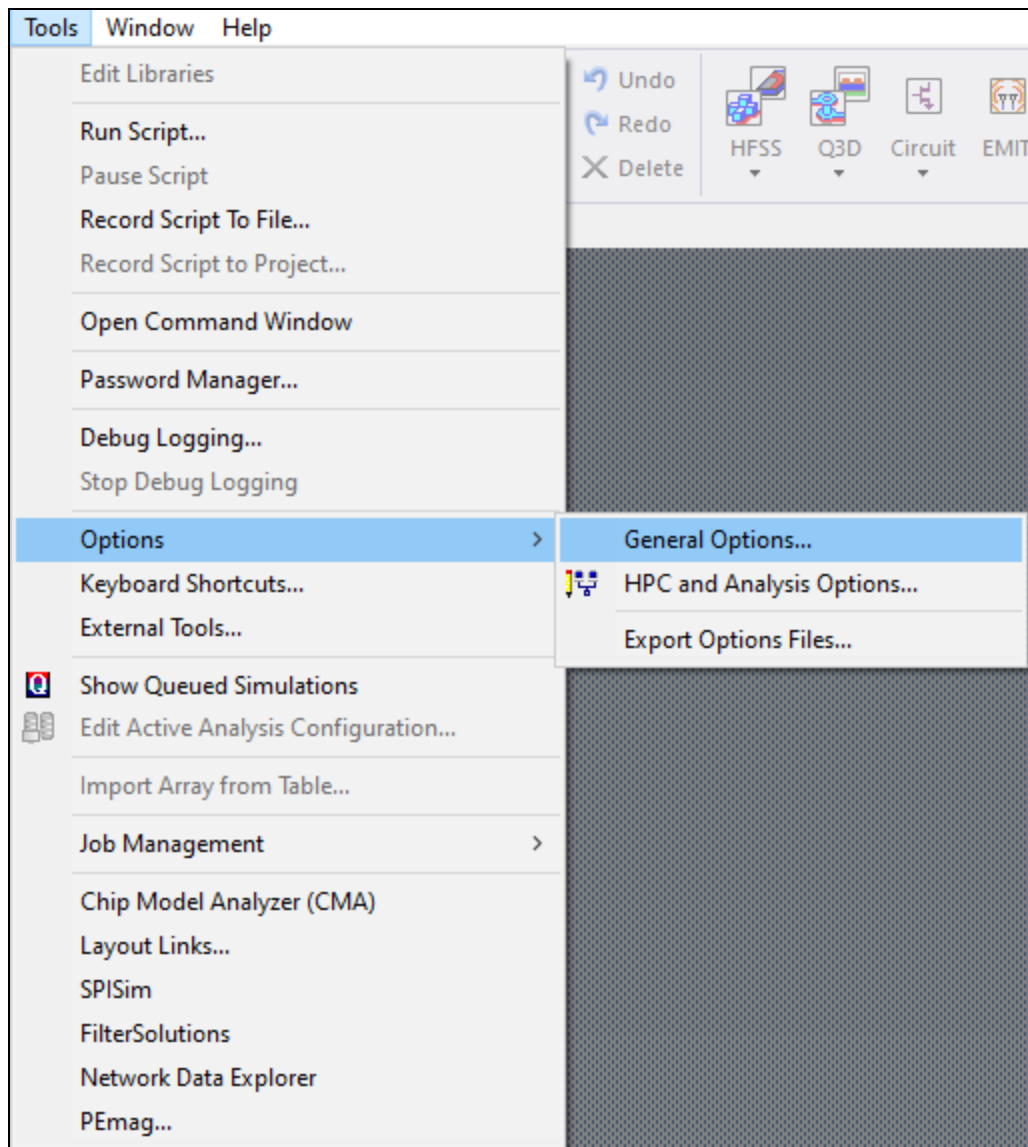 Tools Window Help
Edit Libraries
Run Script...
Pause Script
Record Script To File...
Record Script to Project...
Open Command Window
Password Manager...
Debug Logging...
Stop Debug Logging
Options
Keyboard Shortcuts...
External Tools...
Show Queued Simulations
Edit Active Analysis Configuration...
Import Array from Table...
Job Management
Chip Model Analyzer (CMA)
Layout Links...
SPISim
FilterSolutions
Network Data Explorer
PEmag...
Undo
Redo
Delete
HFSS Q3D Circuit EMIT
General Options...
HPC and Analysis Options...
Export Options Files...